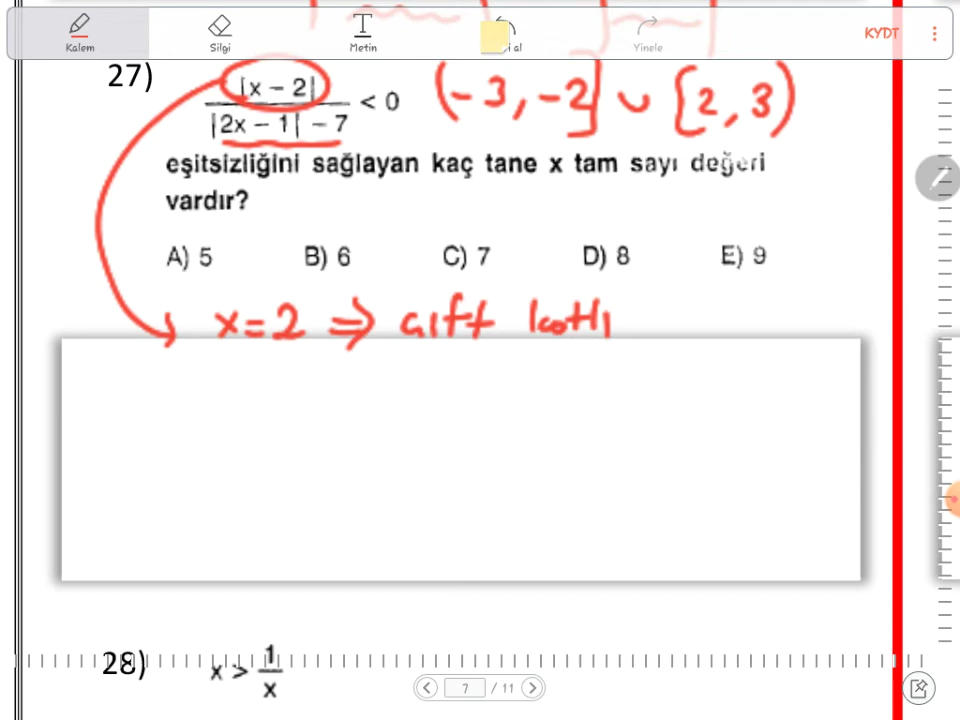 Kalem Silgi Metin al Yinele KYDT
27) |x – 2| / |2x – 1| – 7 < 0 (-3, -2] ∪ [2, 3)
eşitsizliğini sağlayan kaç tane x tam sayı değeri
vardır?
A) 5 B) 6 C) 7 D) 8 E) 9
x = 2 ⇒ çift katlı
28) x > 1/x
7 / 11